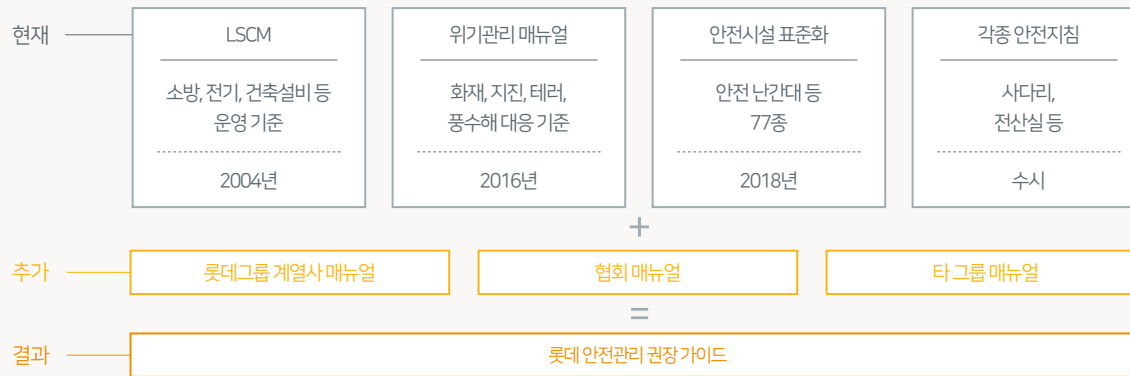 현재
LSCM
소방, 전기, 건축설비 등
운영 기준
2004년
위기관리 매뉴얼
화재, 지진, 테러,
풍수해 대응 기준
2016년
안전시설 표준화
안전 난간대 등
77종
2018년
각종 안전지침
사다리,
전산실 등
수시
+
추가
롯데그룹 계열사 매뉴얼
협회 매뉴얼
타 그룹 매뉴얼
=
결과
롯데 안전관리 권장 가이드